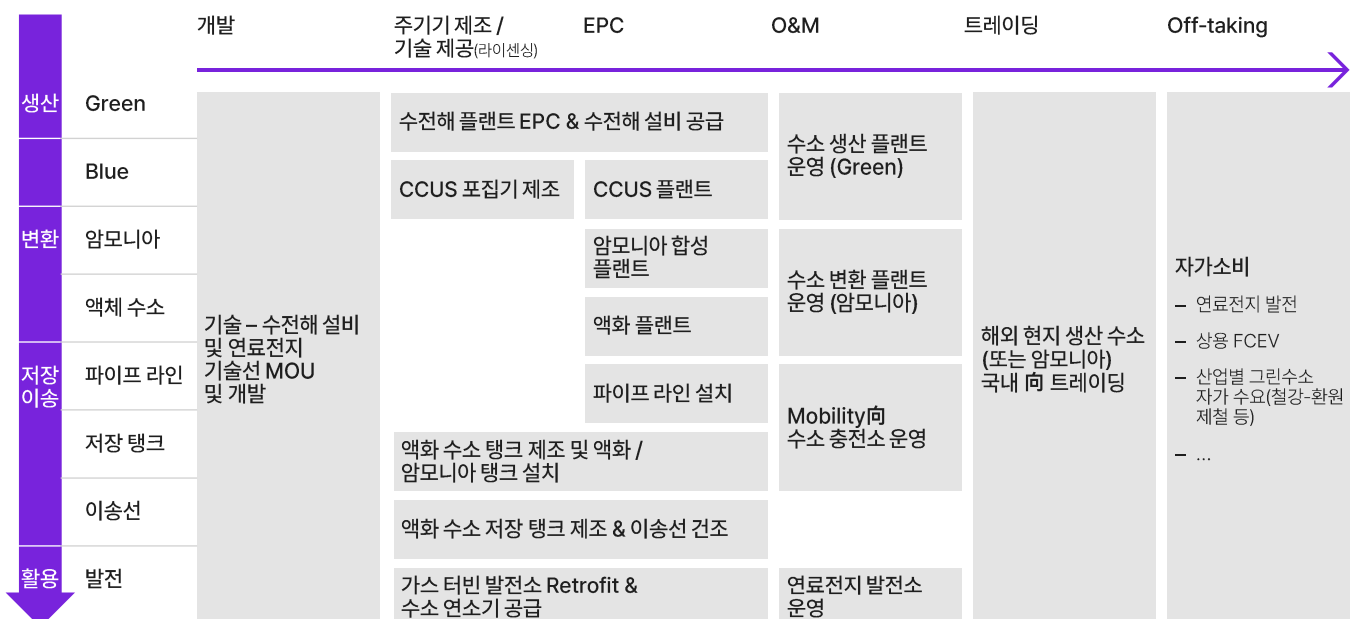 개발
주기기 제조 /
기술 제공(라이센싱)
EPC
O&M
트레이딩
Off-taking
생산
Green
Blue
변환
암모니아
액체 수소
저장
이송
파이프 라인
저장 탱크
이송선
활용
발전
기술 – 수전해 설비
및 연료전지
기술선 MOU
및 개발
수전해 플랜트 EPC & 수전해 설비 공급
CCUS 포집기 제조
CCUS 플랜트
암모니아 합성
플랜트
액화 플랜트
파이프 라인 설치
액화 수소 탱크 제조 및 액화 /
암모니아 탱크 설치
액화 수소 저장 탱크 제조 & 이송선 건조
가스 터빈 발전소 Retrofit &
수소 연소기 공급
수소 생산 플랜트
운영 (Green)
수소 변환 플랜트
운영 (암모니아)
Mobility向
수소 충전소 운영
연료전지 발전소
운영
해외 현지 생산 수소
(또는 암모니아)
국내 向 트레이딩
자가소비
– 연료전지 발전
– 상용 FCEV
– 산업별 그린수소
자가 수요(철강-환원
제철 등)
– ...